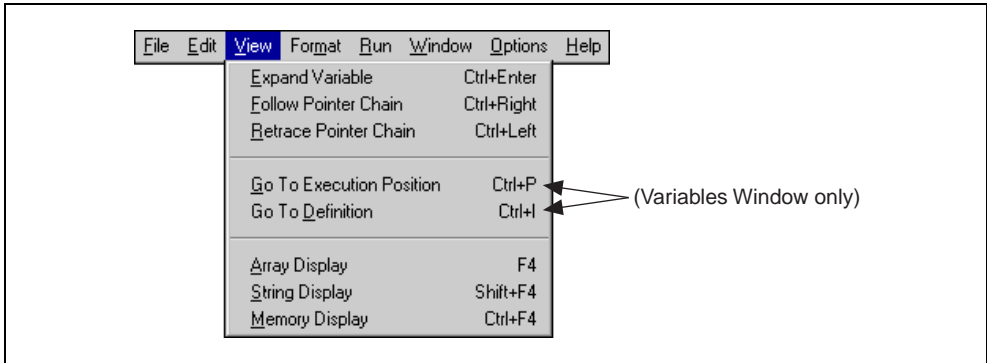 File Edit View Format Run Window Options Help
Expand Variable Ctrl+Enter
Follow Pointer Chain Ctrl+Right
Retrace Pointer Chain Ctrl+Left
Go To Execution Position Ctrl+P
Go To Definition Ctrl+I
(Variables Window only)
Array Display F4
String Display Shift+F4
Memory Display Ctrl+F4